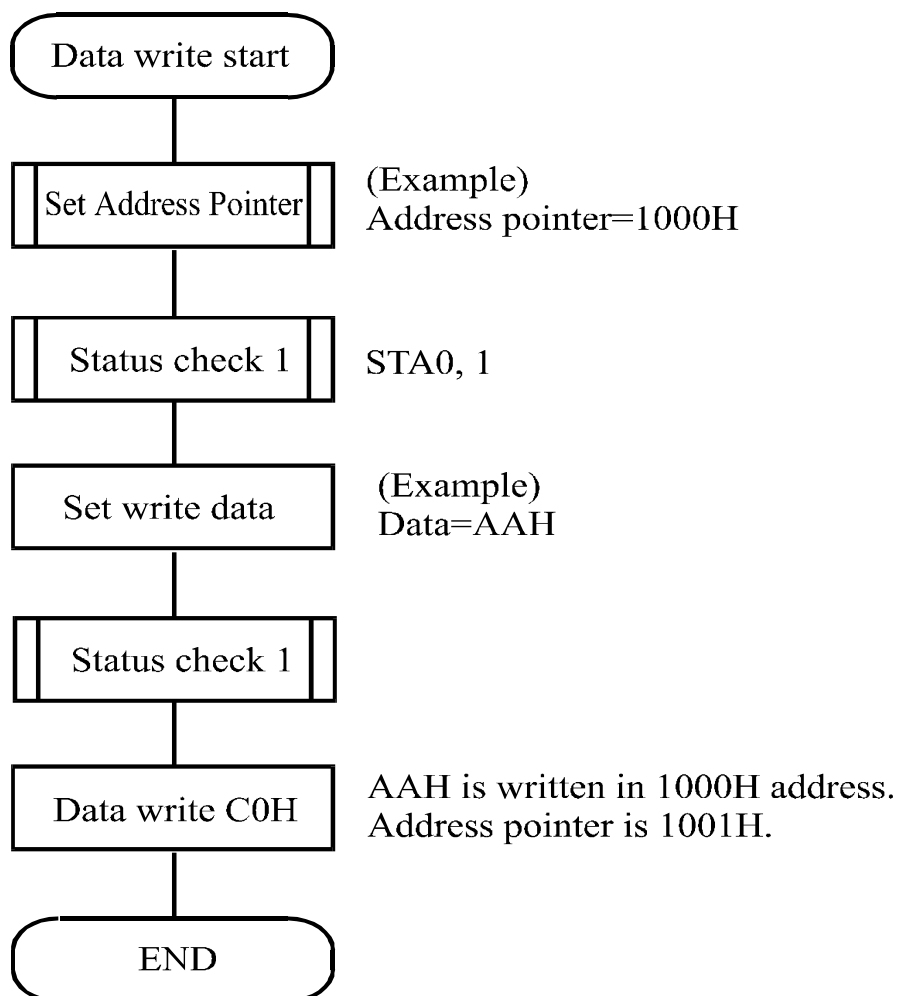 Data write start
Set Address Pointer
(Example)
Address pointer=1000H
Status check 1
STA0, 1
Set write data
(Example)
Data=AAH
Status check 1
Data write C0H
AAH is written in 1000H address.
Address pointer is 1001H.
END